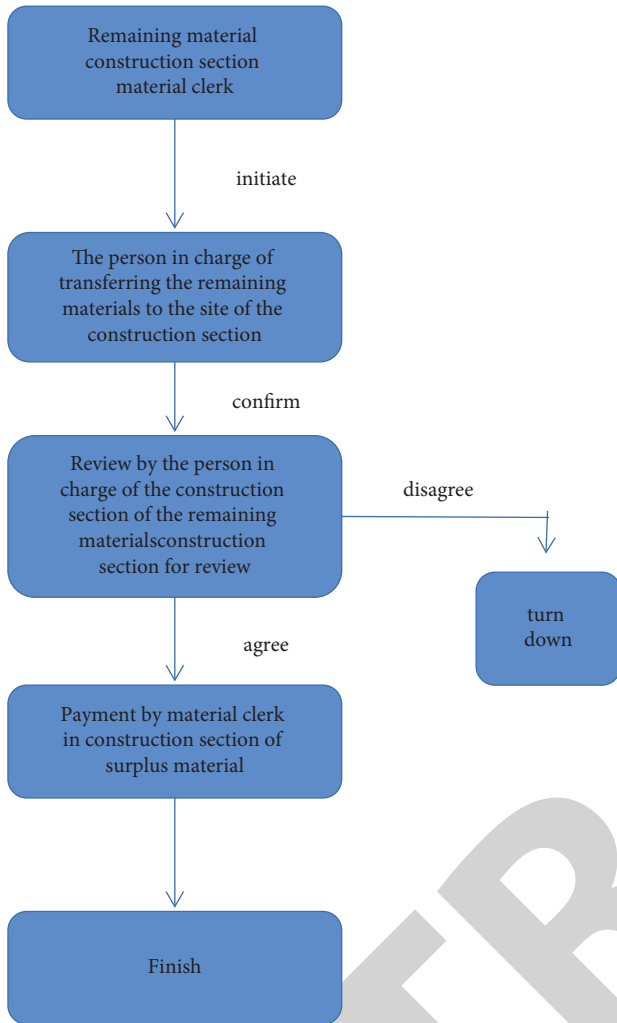 Remaining material
construction section
material clerk
initiate
The person in charge of
transferring the remaining
materials to the site of the
construction section
confirm
Review by the person in
charge of the construction
section of the remaining
materialsconstruction
section for review
disagree
turn
down
agree
Payment by material clerk
in construction section of
surplus material
Finish
TR